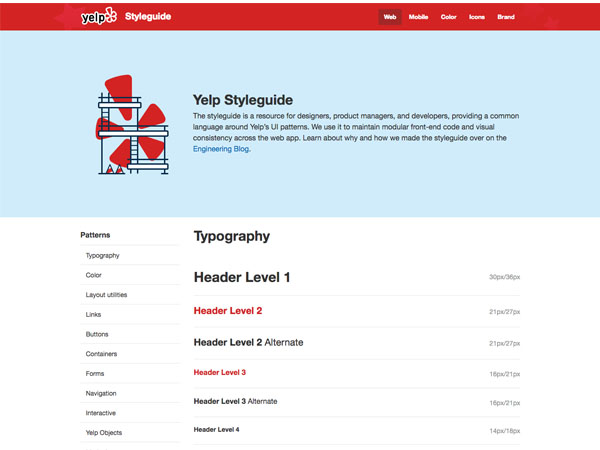 yelp Styleguide
Web Mobile Color Icons Brand
Yelp Styleguide
The styleguide is a resource for designers, product managers, and developers, providing a common
language around Yelp's UI patterns. We use it to maintain modular front-end code and visual
consistency across the web app. Learn about why and how we made the styleguide over on the
Engineering Blog.
Patterns
Typography
Color
Layout utilities
Links
Buttons
Containers
Forms
Navigation
Interactive
Yelp Objects
Typography
Header Level 1 30px/36px
Header Level 2 21px/27px
Header Level 2 Alternate 21px/27px
Header Level 3 16px/21px
Header Level 3 Alternate 16px/21px
Header Level 4 14px/18px